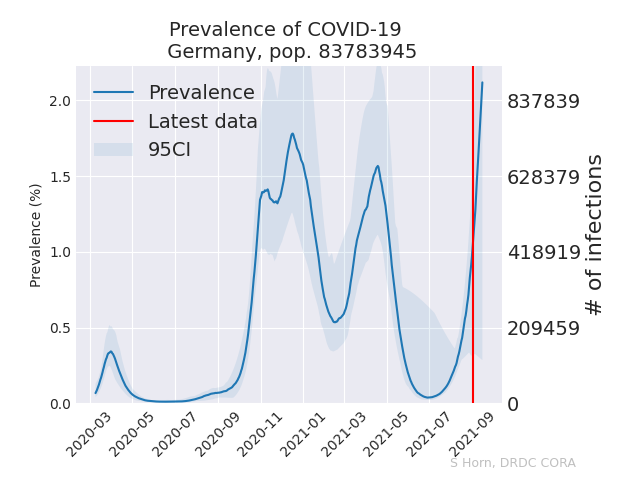 Prevalence of COVID-19
Germany, pop. 83783945
Prevalence
Latest data
95CI
Prevalence (%)
2.0
1.5
1.0
0.5
0.0
837839
628379
418919
209459
0
# of infections
2020-03
2020-05
2020-07
2020-09
2020-11
2021-01
2021-03
2021-05
2021-07
2021-09
S Horn, DRDC CORA